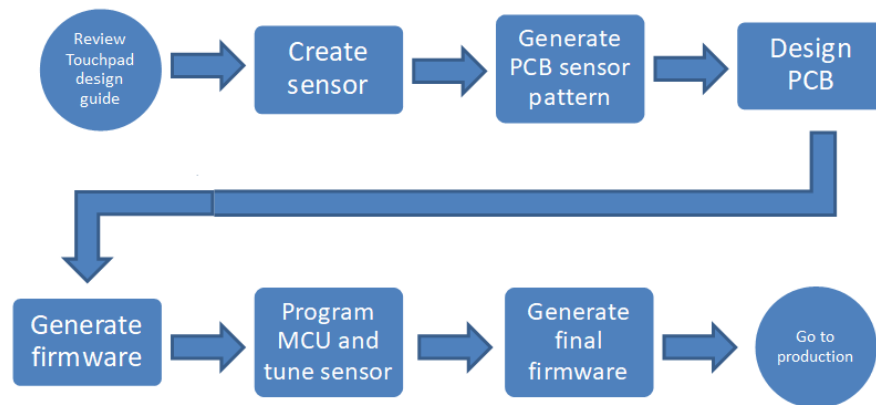 Review
Touchpad
design
guide
Create
sensor
Generate
PCB sensor
pattern
Design
PCB
Generate
firmware
Program
MCU and
tune sensor
Generate
final
firmware
Go to
production